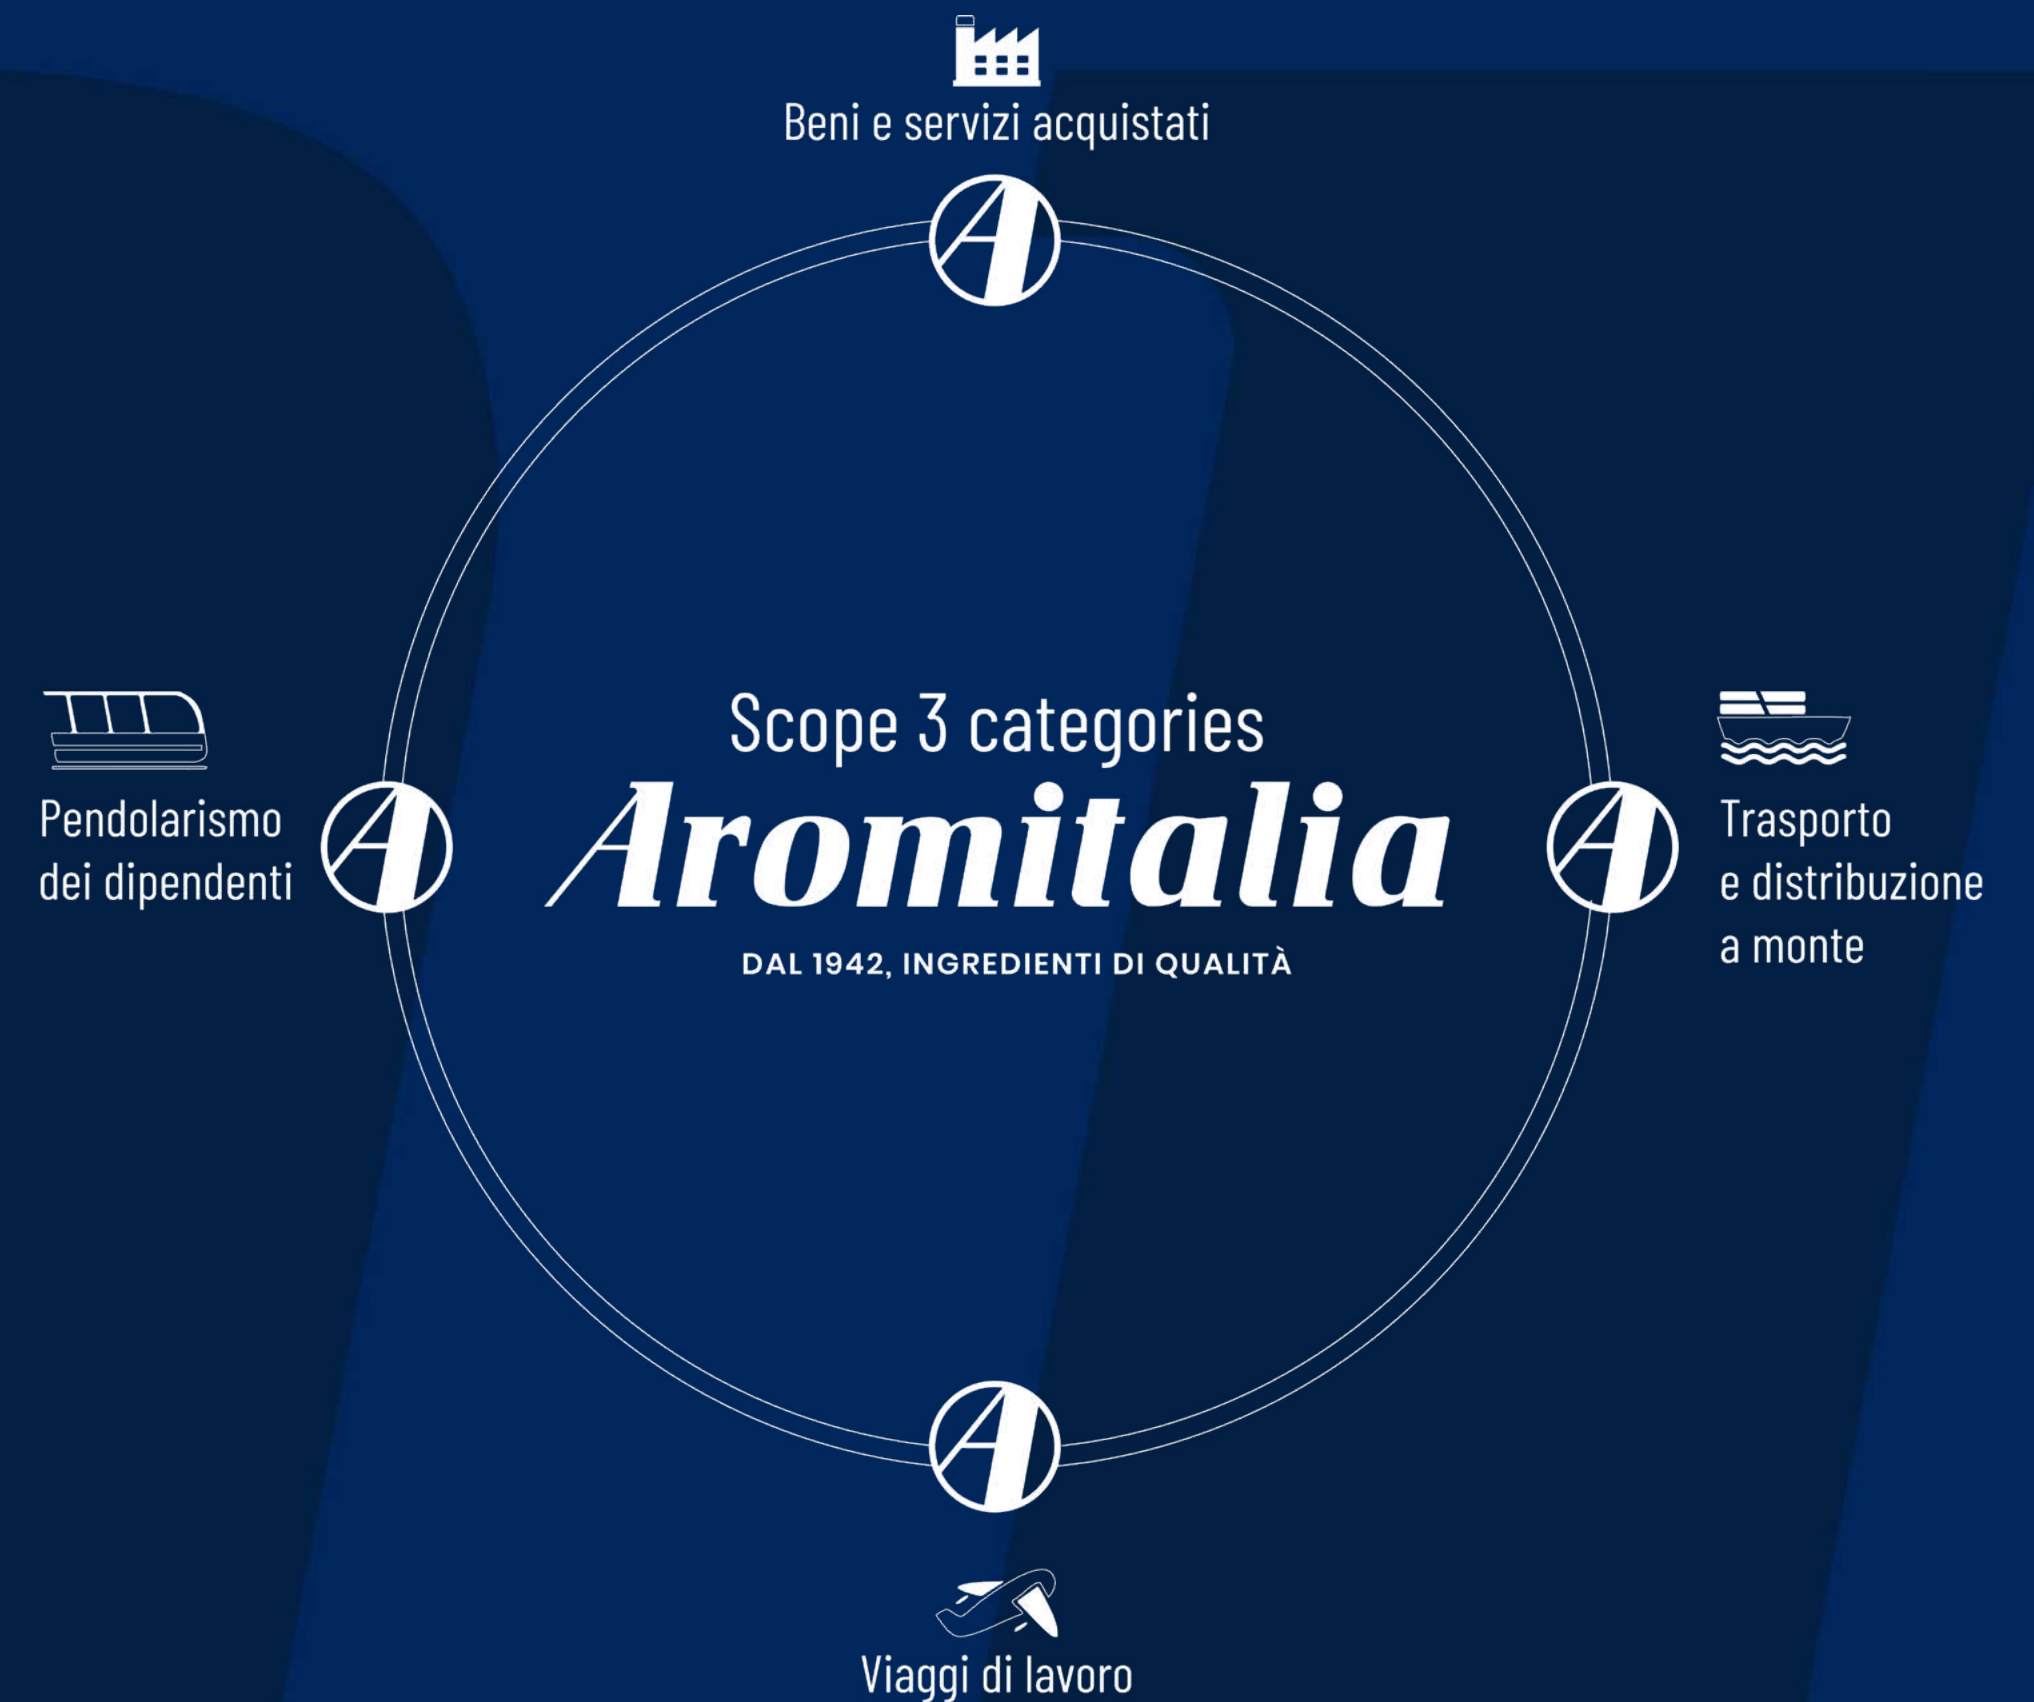 Beni e servizi acquistati
A
Scope 3 categories
Aromitalia
DAL 1942, INGREDIENTI DI QUALITÀ
Pendolarismo
dei dipendenti
A
A
Trasporto
e distribuzione
a monte
A
Viaggi di lavoro